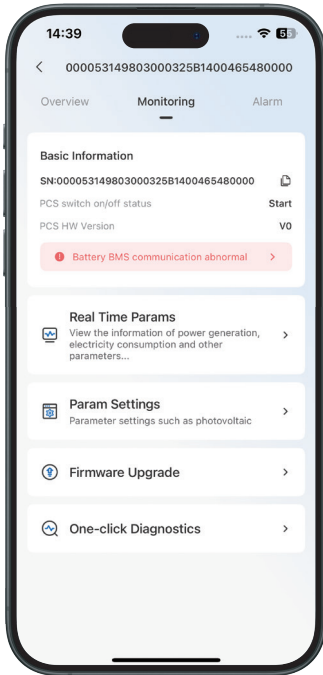 14:39
55
000053149803000325B1400465480000
Overview
Monitoring
Alarm
Basic Information
SN:000053149803000325B1400465480000
PCS switch on/off status
Start
PCS HW Version
V0
Battery BMS communication abnormal
Real Time Params
View the information of power generation,
electricity consumption and other
parameters...
Param Settings
Parameter settings such as photovoltaic
Firmware Upgrade
One-click Diagnostics